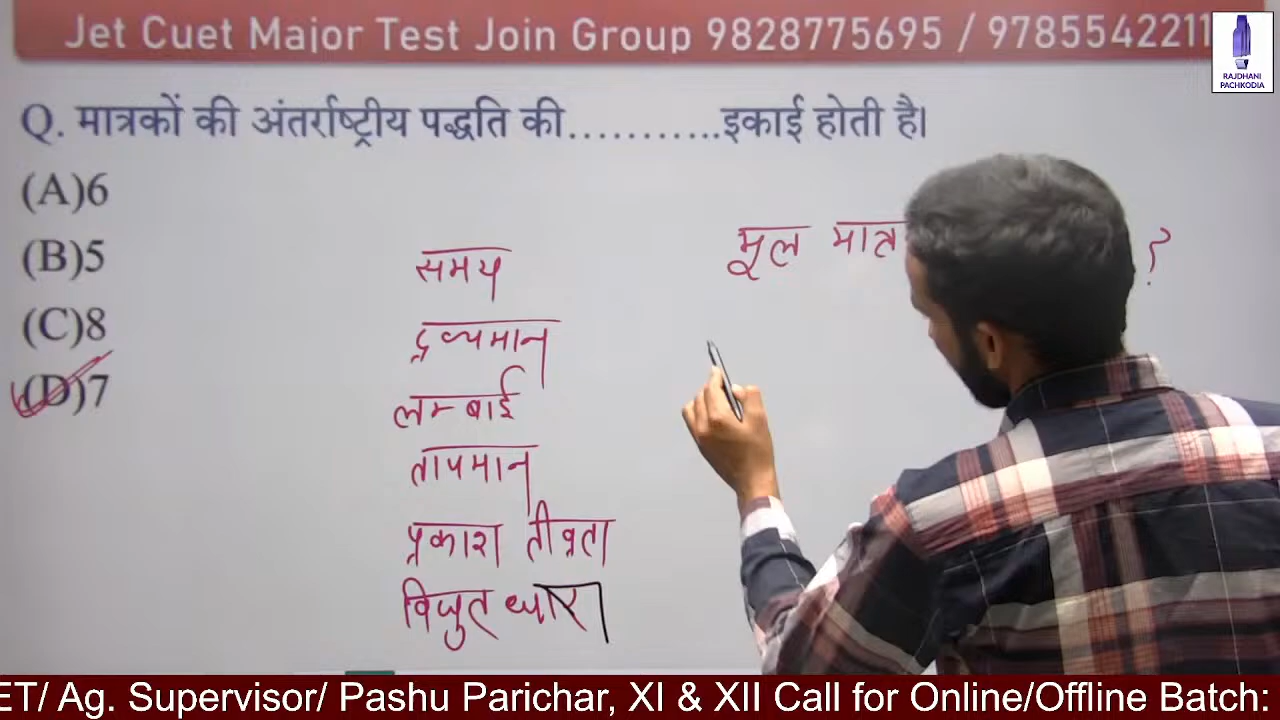 Jet Cuet Major Test Join Group 9828775695 / 9785542211
RAJDHANI
PACHKODIA
Q. मात्रकों की अंतर्राष्ट्रीय पद्धति की...........इकाई होती है।
(A)6
(B)5
(C)8
(D)7
समय
द्रव्यमान
लम्बाई
तापमान
प्रकाश तीव्रता
विधुत धारा
मूल मात्र ?
ET/ Ag. Supervisor/ Pashu Parichar, XI & XII Call for Online/Offline Batch: